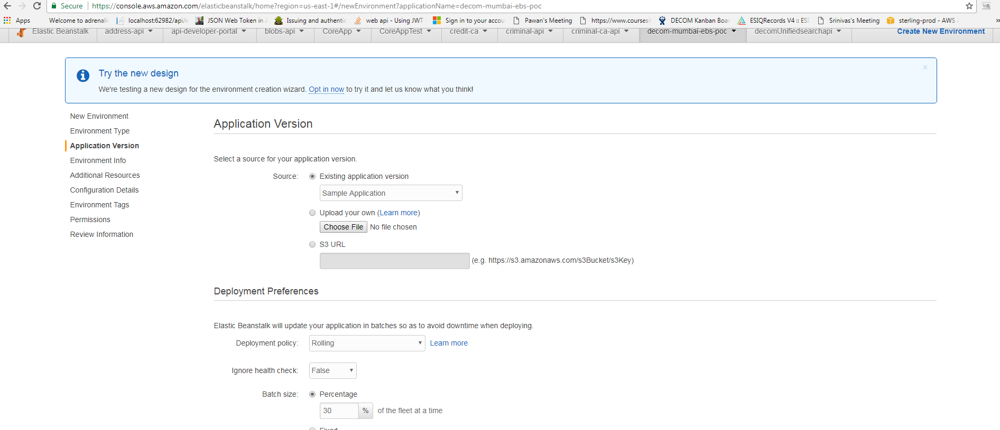 Secure https://console.aws.amazon.com/elasticbeanstalk/home?region=us-east-1#/newEnvironment?applicationName=decom-mumbai-ebs-poc
Apps Welcome to adrenalin localhost:62982/api/e JSON Web Token in A Issuing and authentic web api - Using JWT Sign in to your accou Pawan's Meeting https://www.coursesi DECOM Kanban Boar ESIQRecords V4 :: ESI Srinivas's Meeting sterling-prod - AWS »
Elastic Beanstalk address-api api-developer-portal blobs-api CoreApp CoreAppTest credit-ca criminal-api criminal-ca-api decom-mumbai-ebs-poc decomUnifiedsearchapi Create New Environment
Try the new design
We're testing a new design for the environment creation wizard. Opt in now to try it and let us know what you think!
New Environment
Environment Type
Application Version
Environment Info
Additional Resources
Configuration Details
Environment Tags
Permissions
Review Information
Application Version
Select a source for your application version.
Source: Existing application version
Sample Application
Upload your own (Learn more)
Choose File No file chosen
S3 URL
(e.g. https://s3.amazonaws.com/s3Bucket/s3Key)
Deployment Preferences
Elastic Beanstalk will update your application in batches so as to avoid downtime when deploying.
Deployment policy: Rolling Learn more
Ignore health check: False
Batch size: Percentage
30 % of the fleet at a time
Fixed